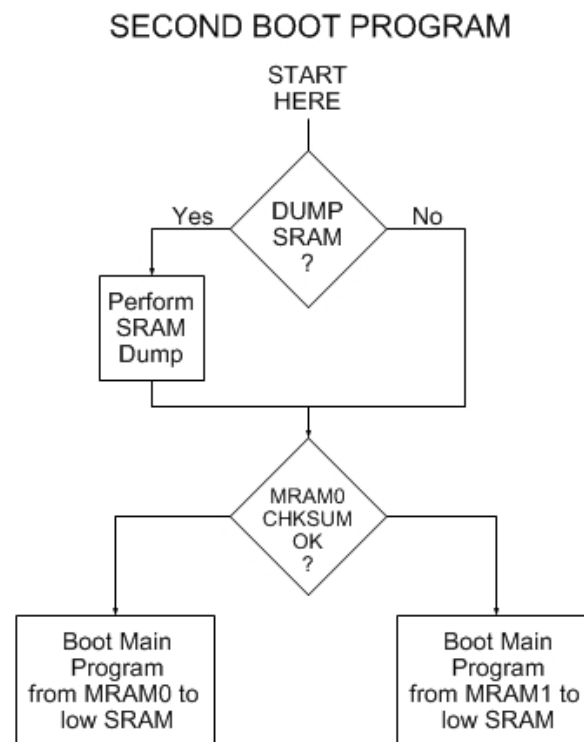 SECOND BOOT PROGRAM
START
HERE
DUMP
SRAM
?
Yes
No
Perform
SRAM
Dump
MRAM0
CHKSUM
OK
?
Boot Main
Program
from MRAM0 to
low SRAM
Boot Main
Program
from MRAM1 to
low SRAM